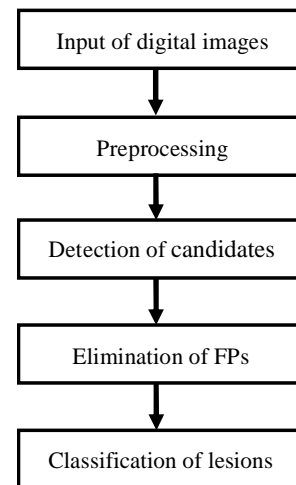 Input of digital images
Preprocessing
Detection of candidates
Elimination of FPs
Classification of lesions